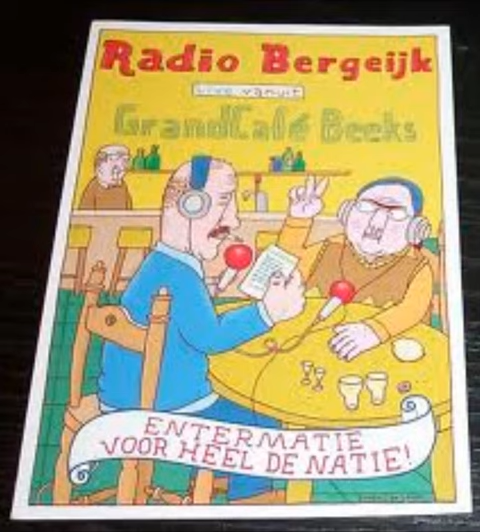 Radio Bergeijk
live vanuit
GrandCafé Beeks
ENTERMATIE
VOOR HEEL DE NATIE!